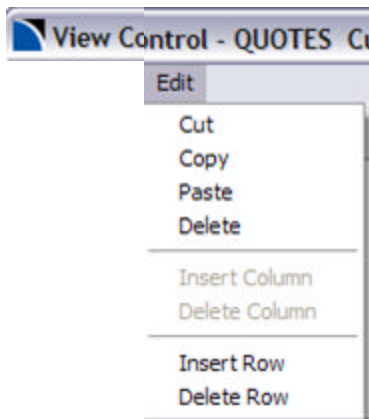 View Control - QUOTES
Edit
Cut
Copy
Paste
Delete
Insert Column
Delete Column
Insert Row
Delete Row